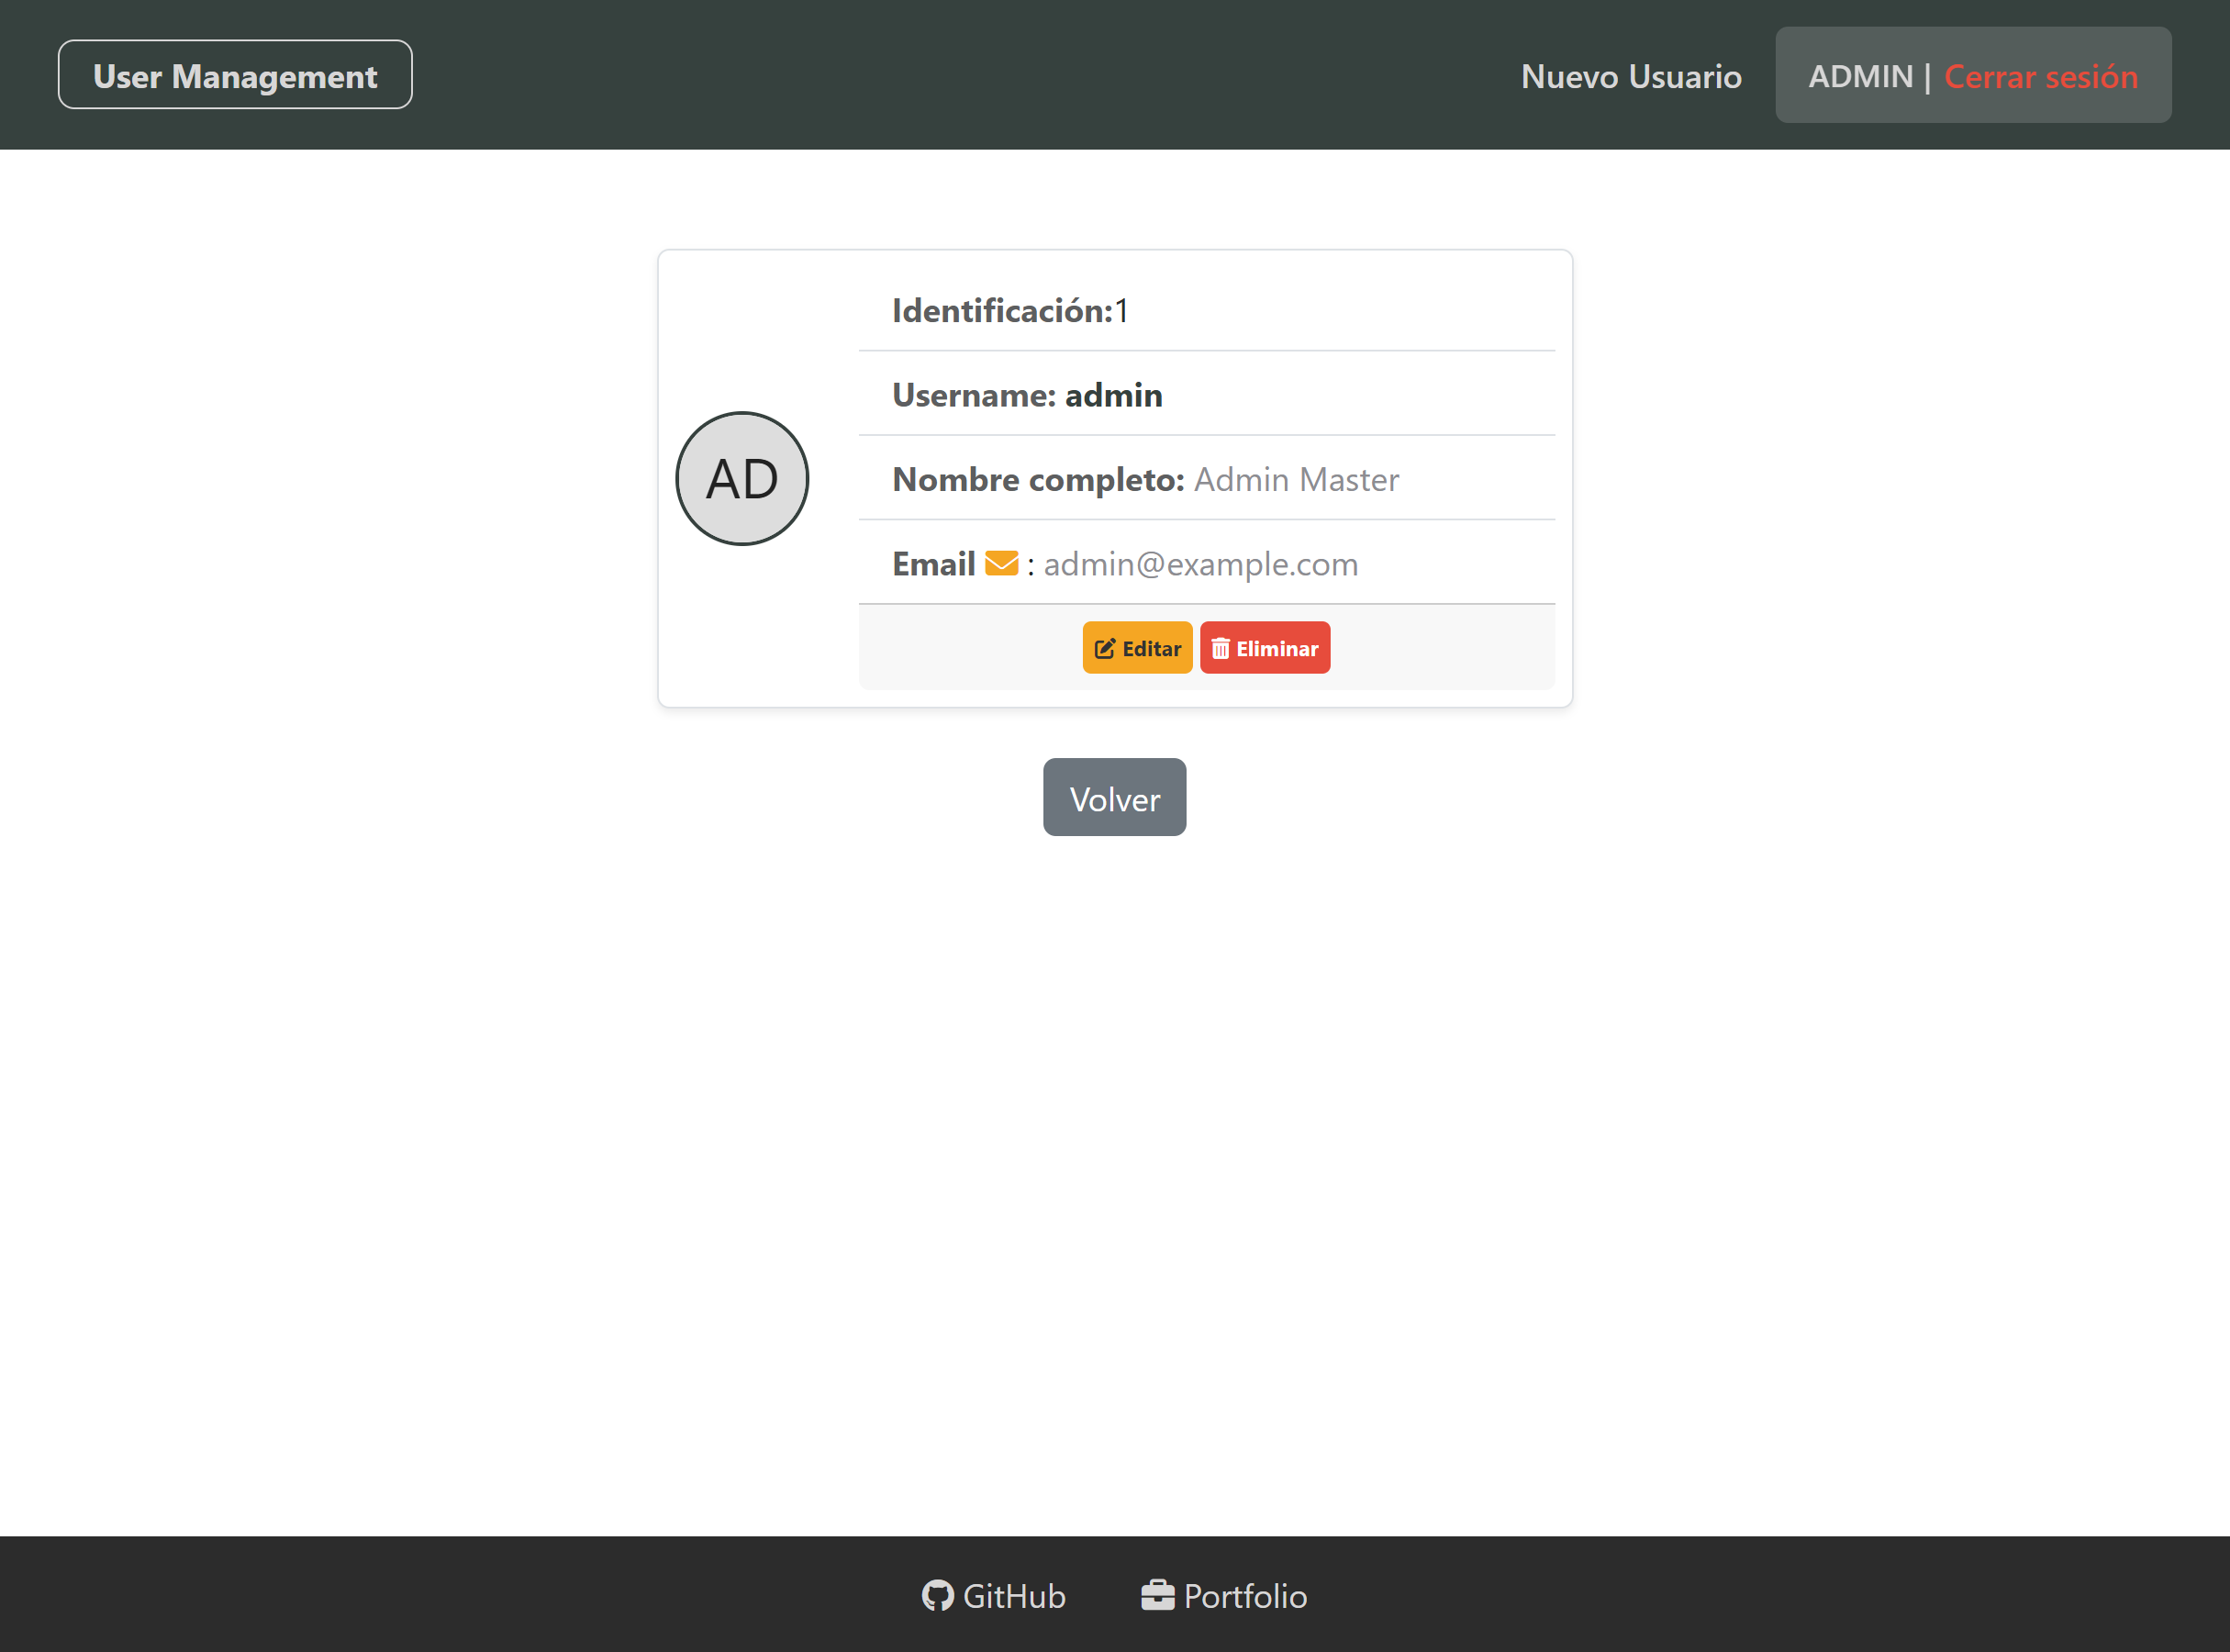 User Management
Nuevo Usuario
ADMIN | Cerrar sesión
Identificación:1
Username: admin
AD
Nombre completo: Admin Master
Email : admin@example.com
Editar
Eliminar
Volver
GitHub
Portfolio